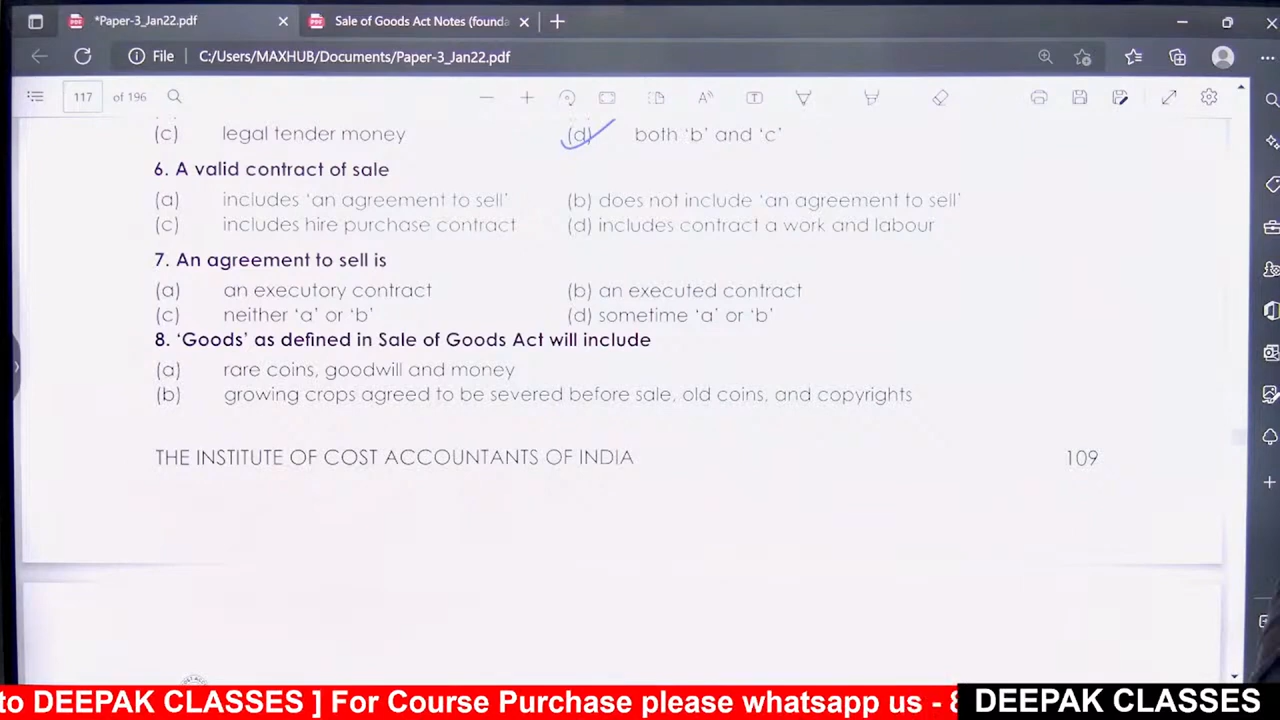 *Paper-3_Jan22.pdf
Sale of Goods Act Notes (founda
File
C:/Users/MAXHUB/Documents/Paper-3_Jan22.pdf
117 of 196
(c) legal tender money (d) both ‘b’ and ‘c’
6. A valid contract of sale
(a) includes ‘an agreement to sell’ (b) does not include ‘an agreement to sell’
(c) includes hire purchase contract (d) includes contract a work and labour
7. An agreement to sell is
(a) an executory contract (b) an executed contract
(c) neither ‘a’ or ‘b’ (d) sometime ‘a’ or ‘b’
8. ‘Goods’ as defined in Sale of Goods Act will include
(a) rare coins, goodwill and money
(b) growing crops agreed to be severed before sale, old coins, and copyrights
THE INSTITUTE OF COST ACCOUNTANTS OF INDIA 109
to DEEPAK CLASSES ] For Course Purchase please whatsapp us -
DEEPAK CLASSES